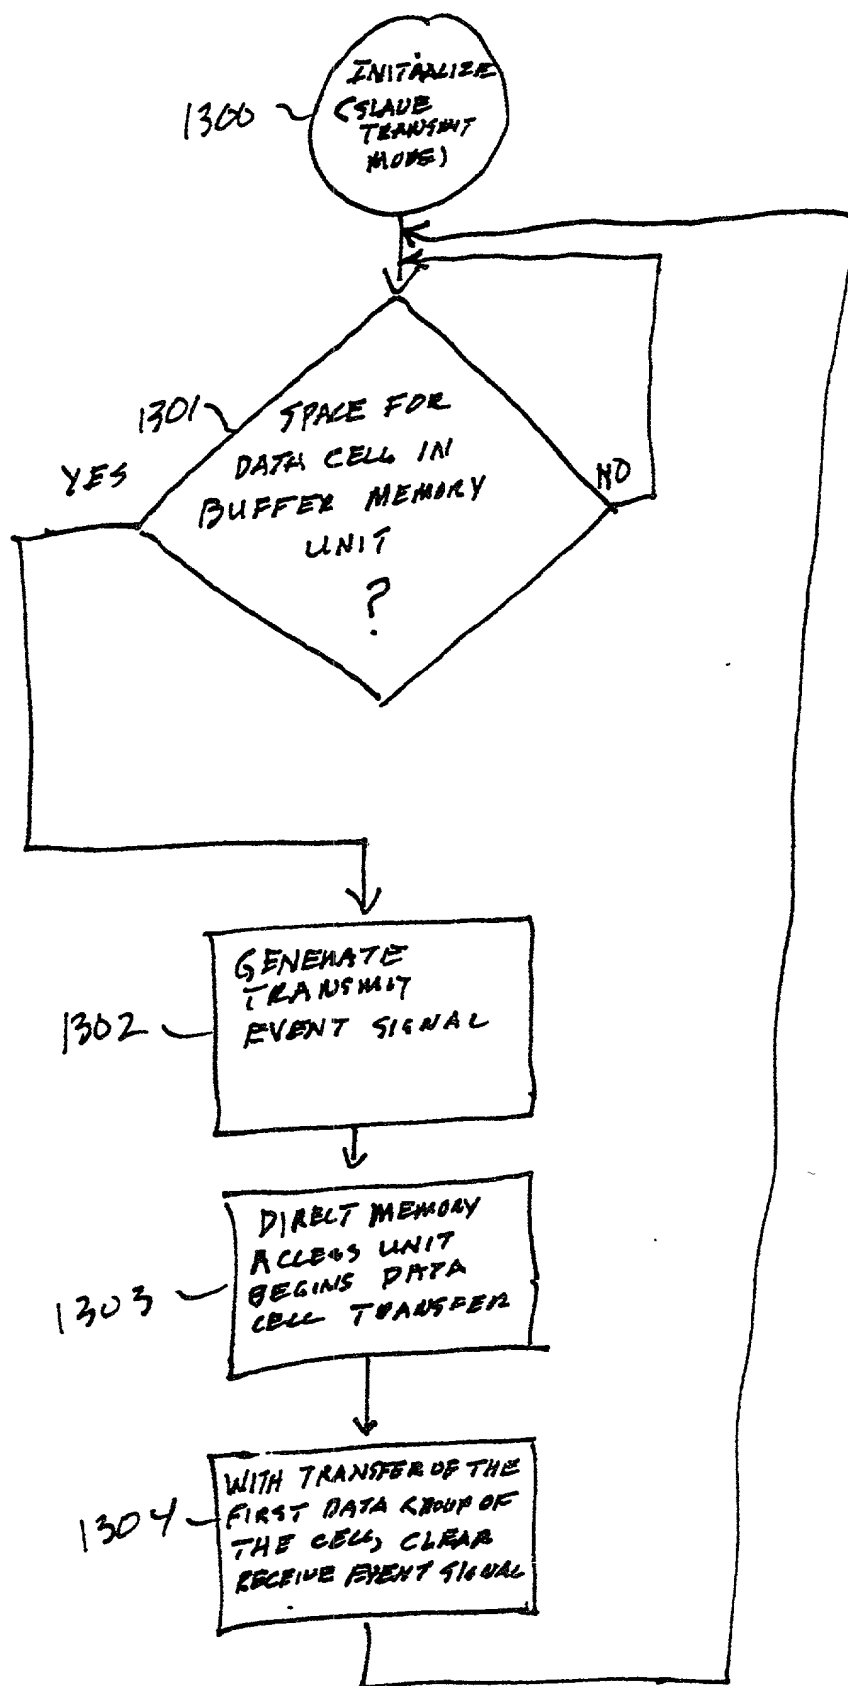 INITIALIZE
1300
(SLAVE
TRANSMIT
MODE)
1301
SPACE FOR
DATA CELL IN
BUFFER MEMORY
UNIT
?
YES
NO
GENERATE
TRANSMIT
EVENT SIGNAL
1302
DIRECT MEMORY
ACCESS UNIT
BEGINS DATA
CELL TRANSFER
1303
WITH TRANSFER OF THE
FIRST DATA GROUP OF
THE CELL, CLEAR
RECEIVE EVENT SIGNAL
1304